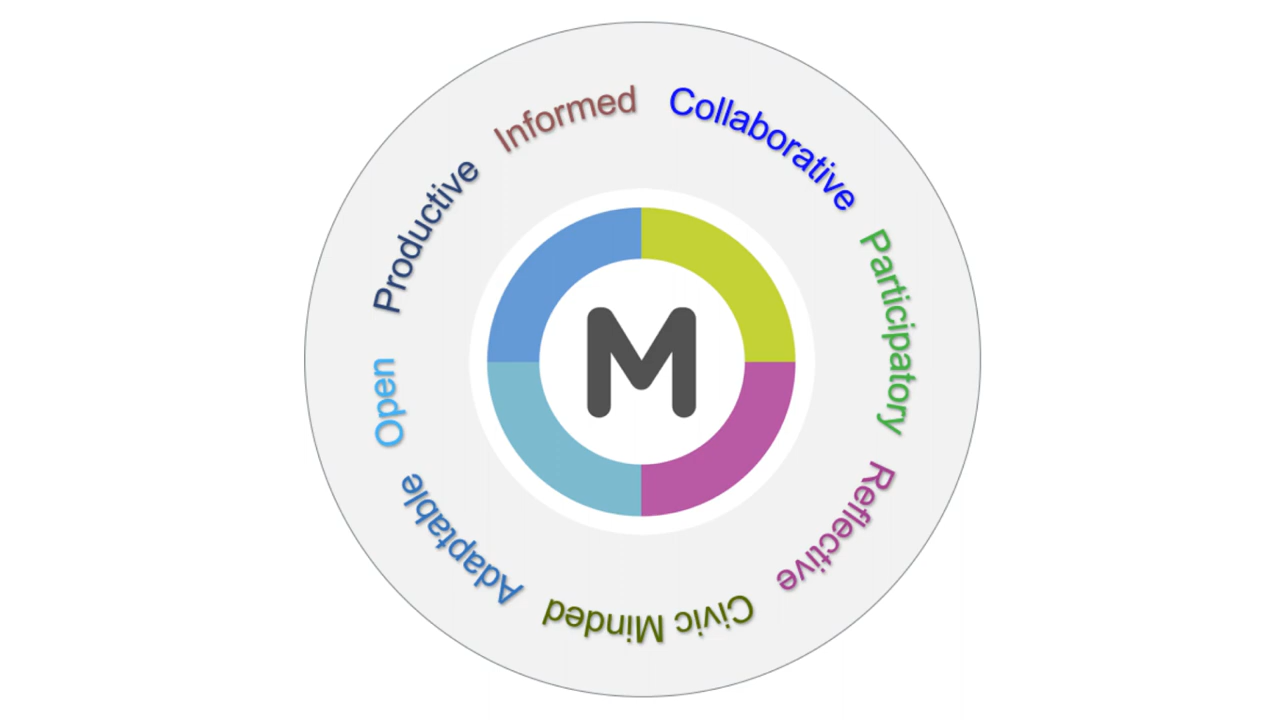 Collaborative
Participatory
Reflective
Civic Minded
Adaptable
Open
Productive
Informed
M